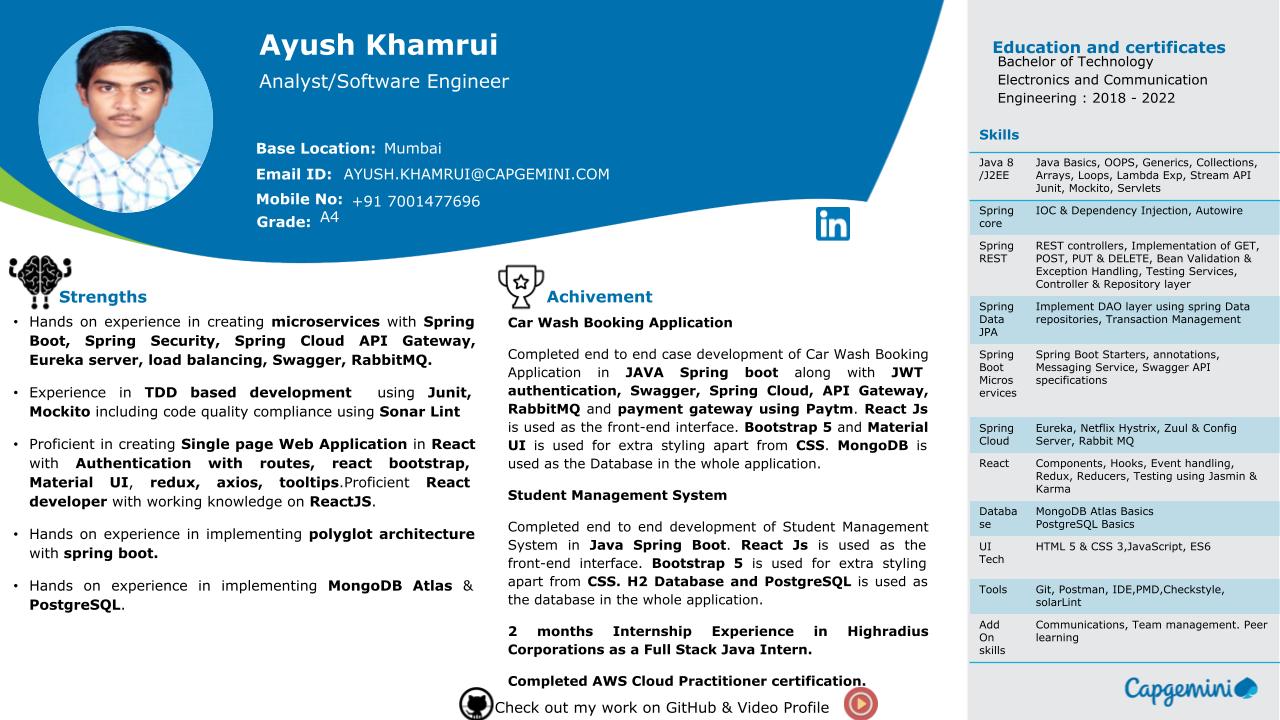 Ayush Khamrui
Analyst/Software Engineer
Base Location: Mumbai
Email ID: AYUSH.KHAMRUI@CAPGEMINI.COM
Mobile No: +91 7001477696
Grade: A4
in
Strengths
• Hands on experience in creating microservices with Spring
Boot, Spring Security, Spring Cloud API Gateway,
Eureka server, load balancing, Swagger, RabbitMQ.
• Experience in TDD based development using Junit,
Mockito including code quality compliance using Sonar Lint
• Proficient in creating Single page Web Application in React
with Authentication with routes, react bootstrap,
Material UI, redux, axios, tooltips.Proficient React
developer with working knowledge on ReactJS.
• Hands on experience in implementing polyglot architecture
with spring boot.
• Hands on experience in implementing MongoDB Atlas &
PostgreSQL.
Achivement
Car Wash Booking Application
Completed end to end case development of Car Wash Booking
Application in JAVA Spring boot along with JWT
authentication, Swagger, Spring Cloud, API Gateway,
RabbitMQ and payment gateway using Paytm. React Js
is used as the front-end interface. Bootstrap 5 and Material
UI is used for extra styling apart from CSS. MongoDB is
used as the Database in the whole application.
Student Management System
Completed end to end development of Student Management
System in Java Spring Boot. React Js is used as the
front-end interface. Bootstrap 5 is used for extra styling
apart from CSS. H2 Database and PostgreSQL is used as
the database in the whole application.
2 months Internship Experience in Highradius
Corporations as a Full Stack Java Intern.
Completed AWS Cloud Practitioner certification.
Check out my work on GitHub & Video Profile
Education and certificates
Bachelor of Technology
Electronics and Communication
Engineering : 2018 - 2022
Skills
Java 8 Java Basics, OOPS, Generics, Collections,
/J2EE Arrays, Loops, Lambda Exp, Stream API
Junit, Mockito, Servlets
Spring IOC & Dependency Injection, Autowire
core
Spring REST controllers, Implementation of GET,
REST POST, PUT & DELETE, Bean Validation &
Exception Handling, Testing Services,
Controller & Repository layer
Spring Implement DAO layer using spring Data
Data repositories, Transaction Management
JPA
Spring Spring Boot Starters, annotations,
Boot Messaging Service, Swagger API
Micros specifications
ervices
Spring Eureka, Netflix Hystrix, Zuul & Config
Cloud Server, Rabbit MQ
React Components, Hooks, Event handling,
Redux, Reducers, Testing using Jasmin &
Karma
Databa MongoDB Atlas Basics
se PostgreSQL Basics
UI HTML 5 & CSS 3,JavaScript, ES6
Tech
Tools Git, Postman, IDE,PMD,Checkstyle,
solarLint
Add Communications, Team management. Peer
On learning
skills
Capgemini